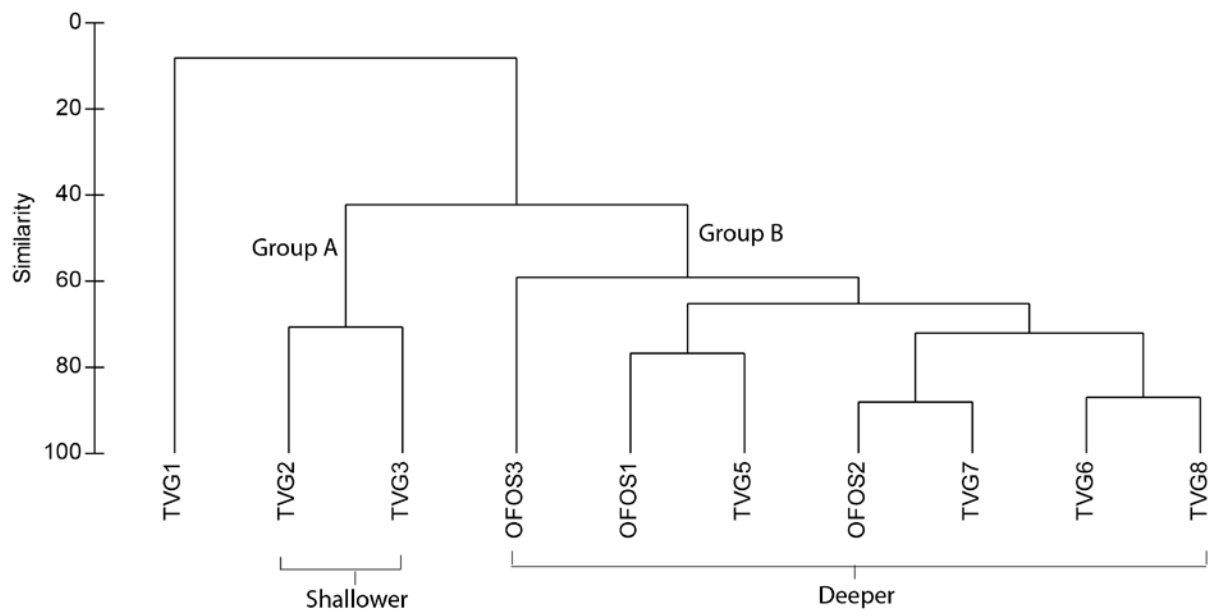 0
20
40
60
80
100
Similarity
Group A
Group B
TVG1
TVG2
TVG3
OFOS3
OFOS1
TVG5
OFOS2
TVG7
TVG6
TVG8
Shallower
Deeper